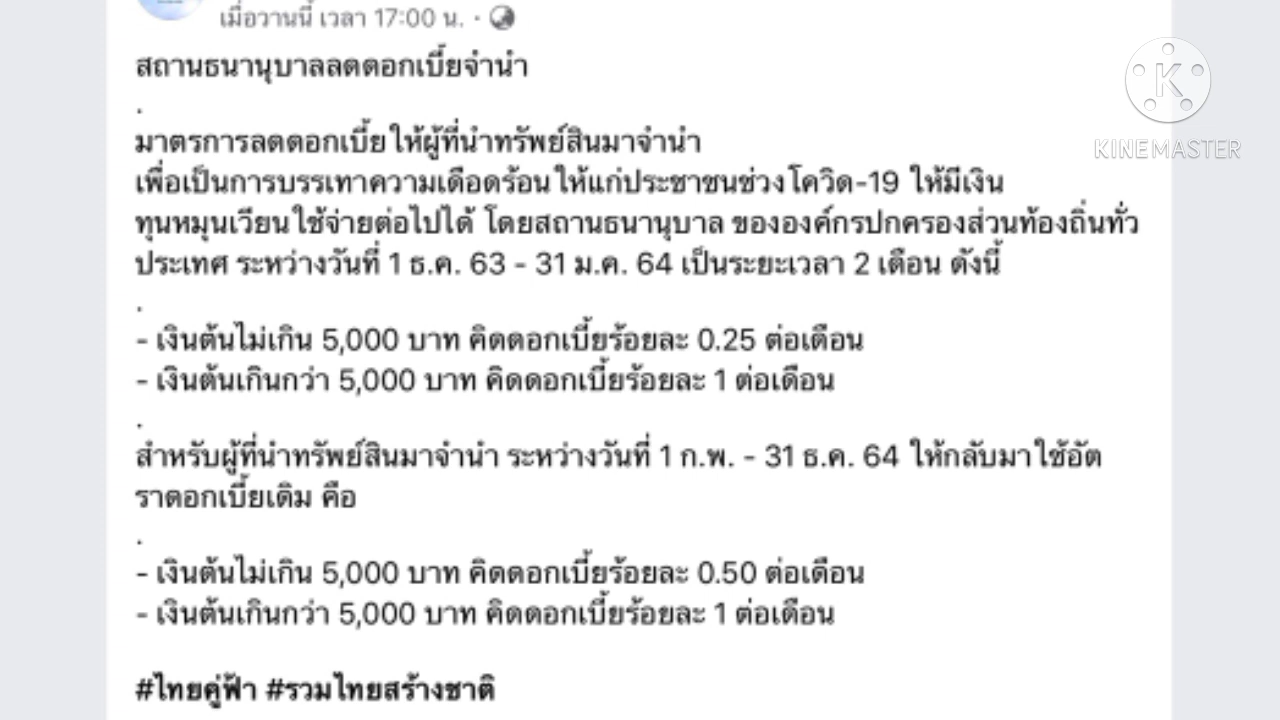 เมื่อวานนี้ เวลา 17:00 น. ·
สถานธนานุบาลลดดอกเบี้ยจำนำ
.
มาตรการลดดอกเบี้ย ให้ผู้ที่นำทรัพย์สินมาจำนำ
เพื่อเป็นการบรรเทาความเดือดร้อน ให้แก่ประชาชนช่วงโควิด-19 ให้มีเงิน
ทุนหมุนเวียน ใช้จ่ายต่อไปได้ โดยสถานธนานุบาล ขององค์กรปกครองส่วนท้องถิ่นทั่ว
ประเทศ ระหว่างวันที่ 1 ธ.ค. 63 - 31 ม.ค. 64 เป็นระยะเวลา 2 เดือน ดังนี้
.
- เงินต้นไม่เกิน 5,000 บาท คิดดอกเบี้ยร้อยละ 0.25 ต่อเดือน
- เงินต้นเกินกว่า 5,000 บาท คิดดอกเบี้ยร้อยละ 1 ต่อเดือน
.
สำหรับผู้ที่นำทรัพย์สินมาจำนำ ระหว่างวันที่ 1 ก.พ. - 31 ธ.ค. 64 ให้กลับมาใช้อัต
ราดอกเบี้ยเดิม คือ
.
- เงินต้นไม่เกิน 5,000 บาท คิดดอกเบี้ยร้อยละ 0.50 ต่อเดือน
- เงินต้นเกินกว่า 5,000 บาท คิดดอกเบี้ยร้อยละ 1 ต่อเดือน
#ไทยคู่ฟ้า #รวมไทยสร้างชาติ
K
KINEMASTER